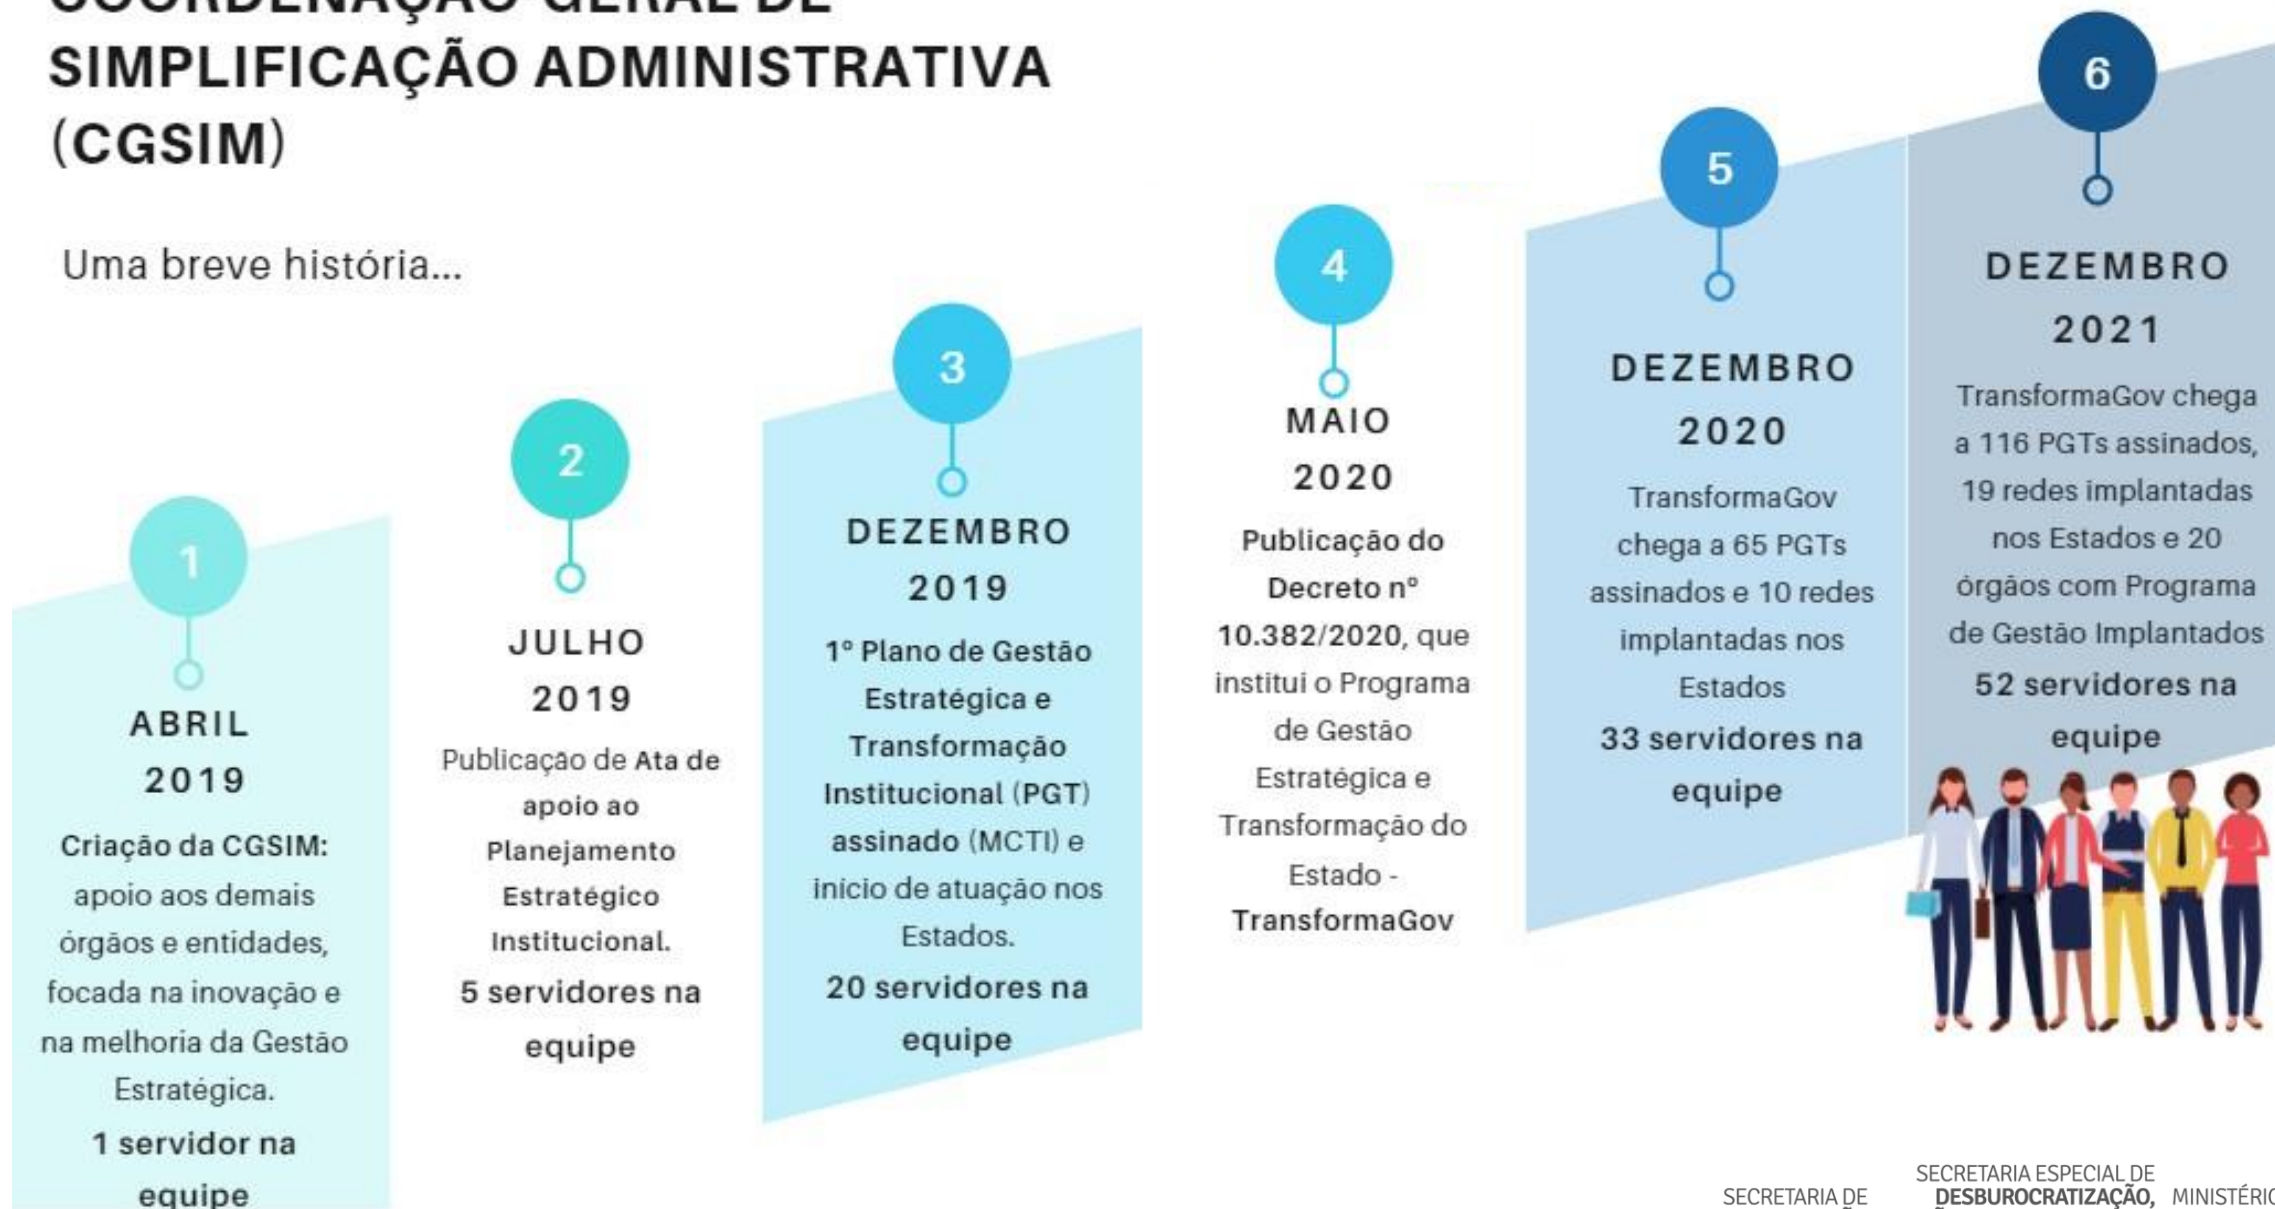 COORDENAÇÃO-GERAL DE
SIMPLIFICAÇÃO ADMINISTRATIVA
(CGSIM)
Uma breve história...
1
ABRIL
2019
Criação da CGSIM:
apoio aos demais
órgãos e entidades,
focada na inovação e
na melhoria da Gestão
Estratégica.
1 servidor na
equipe
2
JULHO
2019
Publicação de Ata de
apoio ao
Planejamento
Estratégico
Institucional.
5 servidores na
equipe
3
DEZEMBRO
2019
1º Plano de Gestão
Estratégica e
Transformação
Institucional (PGT)
assinado (MCTI) e
início de atuação nos
Estados.
20 servidores na
equipe
4
MAIO
2020
Publicação do
Decreto nº
10.382/2020, que
institui o Programa
de Gestão
Estratégica e
Transformação do
Estado -
TransformaGov
5
DEZEMBRO
2020
TransformaGov
chega a 65 PGTs
assinados e 10 redes
implantadas nos
Estados
33 servidores na
equipe
6
DEZEMBRO
2021
TransformaGov chega
a 116 PGTs assinados,
19 redes implantadas
nos Estados e 20
órgãos com Programa
de Gestão Implantados
52 servidores na
equipe
SECRETARIA DE
SECRETARIA ESPECIAL DE
DESBUROCRATIZAÇÃO,
MINISTÉRIO